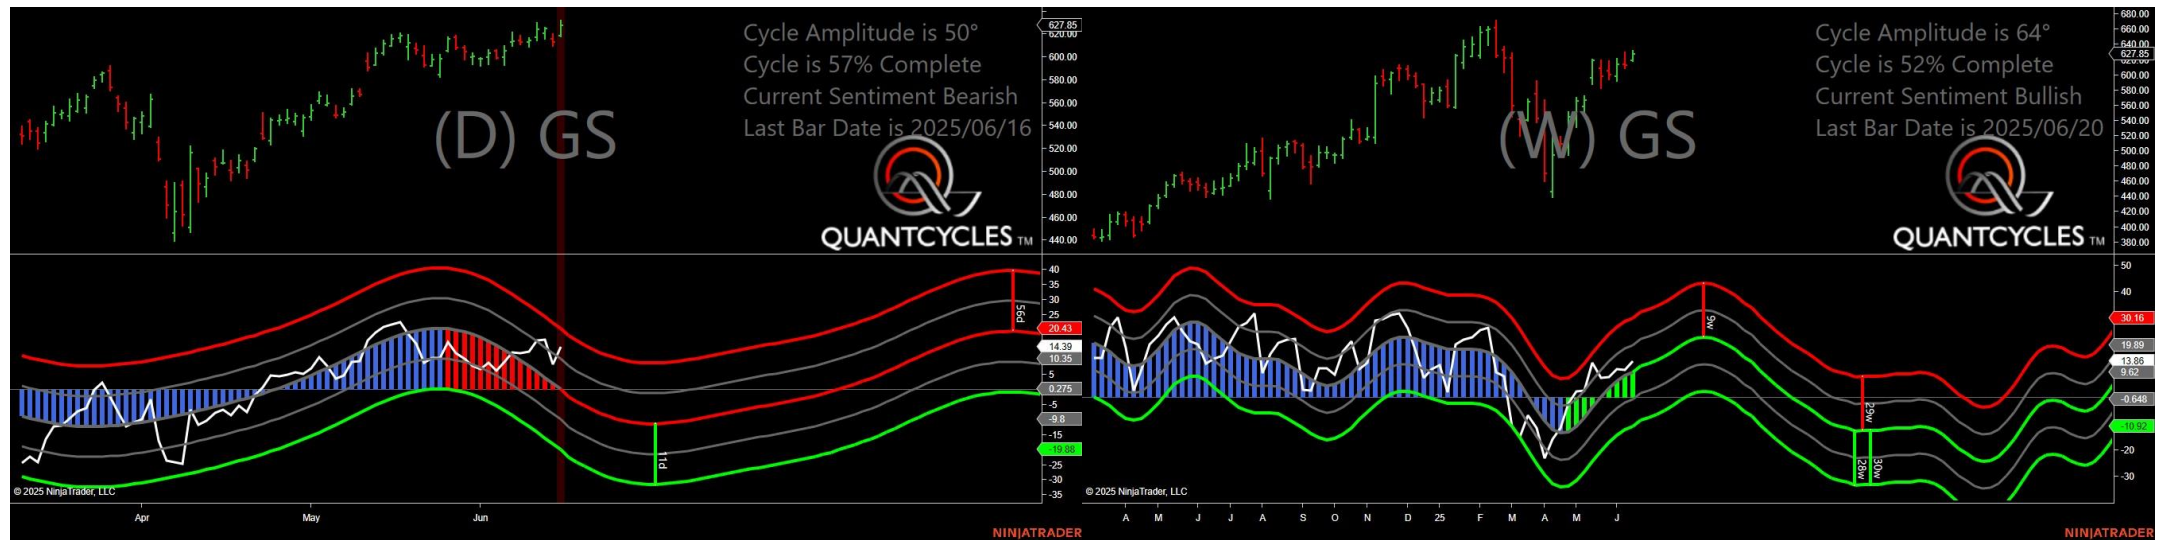 Cycle Amplitude is 50°
Cycle is 57% Complete
Current Sentiment Bearish
Last Bar Date is 2025/06/16
(D) GS
QUANTCYCLES TM
627.85
620.00
600.00
580.00
560.00
540.00
520.00
500.00
480.00
460.00
440.00
40
35
30
25
20.43
14.39
10.35
5
0.275
-5
-9.8
-15
-19.88
-25
-30
-35
56d
11d
© 2025 NinjaTrader, LLC
Apr May Jun
NINJATRADER
Cycle Amplitude is 64°
Cycle is 52% Complete
Current Sentiment Bullish
Last Bar Date is 2025/06/20
(W) GS
QUANTCYCLES TM
680.00
660.00
640.00
627.85
620.00
600.00
580.00
560.00
540.00
520.00
500.00
480.00
460.00
440.00
420.00
400.00
380.00
50
40
30.16
19.89
13.86
9.62
-0.648
-10.92
-20
-30
9w
29w
28w
30w
© 2025 NinjaTrader, LLC
A M J J A S O N D 25 F M A M J
NINJATRADER